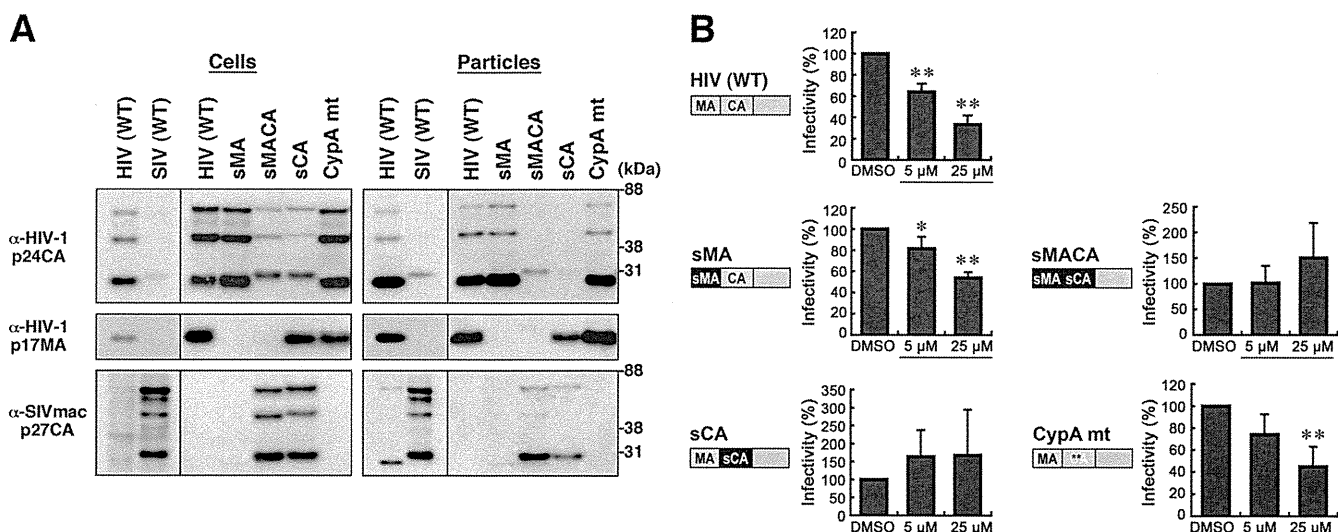 A
Cells
Particles
HIV (WT)
SIV (WT)
HIV (WT)
sMA
sMACA
sCA
CypA mt
HIV (WT)
SIV (WT)
HIV (WT)
sMA
sMACA
sCA
CypA mt
(kDa)
α-HIV-1
p24CA
88
38
31
α-HIV-1
p17MA
α-SIVmac
p27CA
88
38
31
B
HIV (WT)
MA CA
Infectivity (%)
120
100
80
60
40
20
0
**
**
DMSO 5 µM 25 µM
sMA
sMA CA
Infectivity (%)
120
100
80
60
40
20
0
*
**
DMSO 5 µM 25 µM
sMACA
sMA sCA
Infectivity (%)
250
200
150
100
50
0
DMSO 5 µM 25 µM
sCA
MA sCA
Infectivity (%)
350
300
250
200
150
100
50
0
DMSO 5 µM 25 µM
CypA mt
MA **
Infectivity (%)
120
100
80
60
40
20
0
**
DMSO 5 µM 25 µM